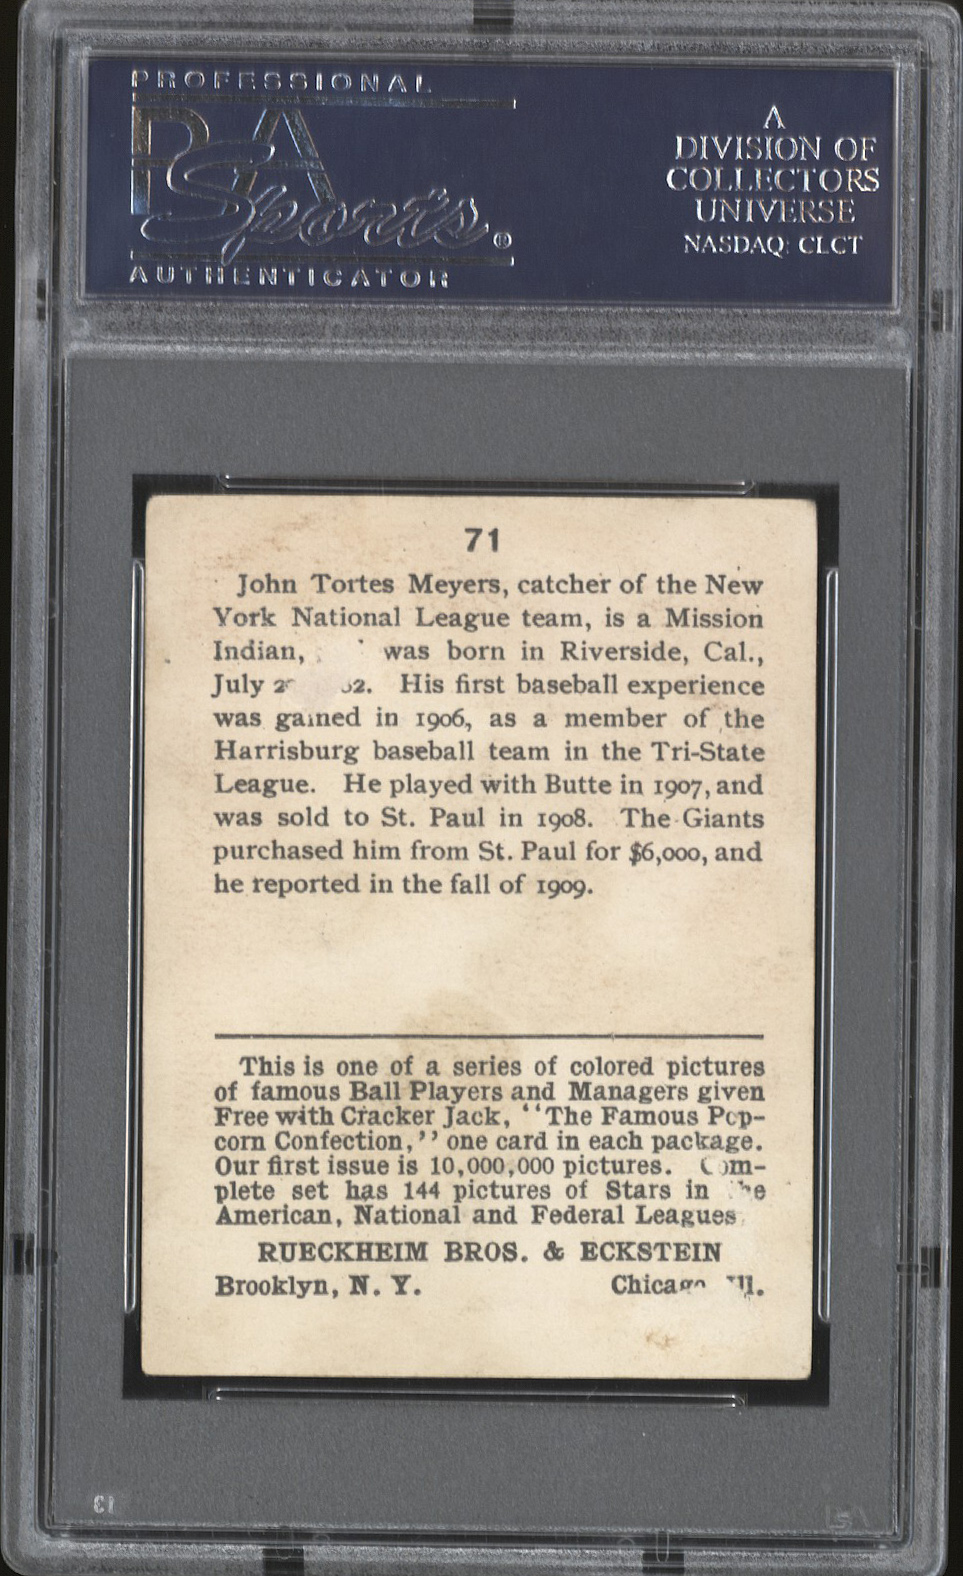 PROFESSIONAL
PSA
Sports®
AUTHENTICATOR
A
DIVISION OF
COLLECTORS
UNIVERSE
NASDAQ: CLCT
71
John Tortes Meyers, catcher of the New
York National League team, is a Mission
Indian, was born in Riverside, Cal.,
July His first baseball experience
was gained in 1906, as a member of the
Harrisburg baseball team in the Tri-State
League. He played with Butte in 1907, and
was sold to St. Paul in 1908. The Giants
purchased him from St. Paul for $6,000, and
he reported in the fall of 1909.
This is one of a series of colored pictures
of famous Ball Players and Managers given
Free with Cracker Jack, "The Famous Pop-
corn Confection," one card in each package.
Our first issue is 10,000,000 pictures. Com-
plete set has 144 pictures of Stars in the
American, National and Federal Leagues
RUECKHEIM BROS. & ECKSTEIN
Brooklyn, N. Y. Chicago Ill.
13